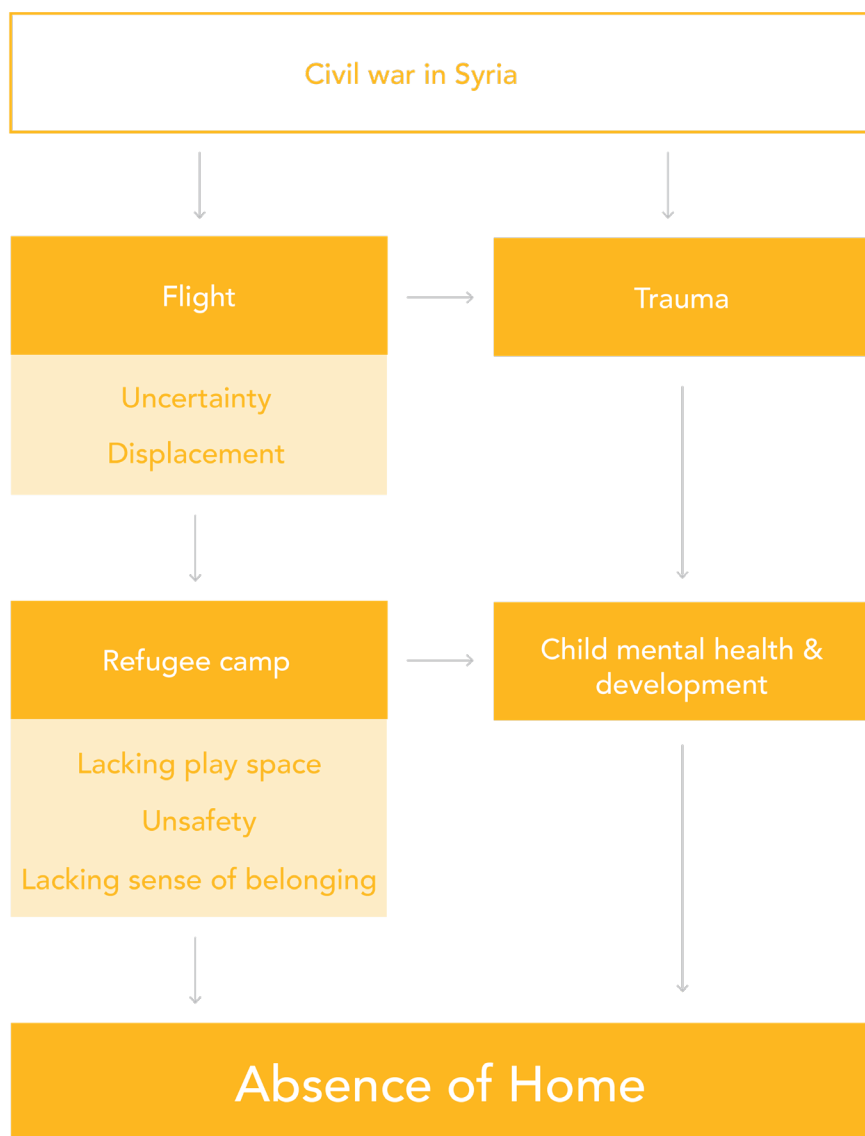 Civil war in Syria
Flight
Trauma
Uncertainty
Displacement
Refugee camp
Child mental health &
development
Lacking play space
Unsafety
Lacking sense of belonging
Absence of Home